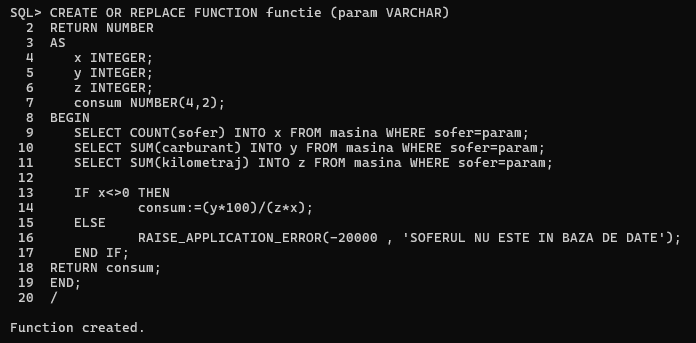 SQL> CREATE OR REPLACE FUNCTION functie (param VARCHAR)
  2  RETURN NUMBER
  3  AS
  4     x INTEGER;
  5     y INTEGER;
  6     z INTEGER;
  7     consum NUMBER(4,2);
  8  BEGIN
  9     SELECT COUNT(sofer) INTO x FROM masina WHERE sofer=param;
 10     SELECT SUM(carburant) INTO y FROM masina WHERE sofer=param;
 11     SELECT SUM(kilometraj) INTO z FROM masina WHERE sofer=param;
 12
 13     IF x<>0 THEN
 14             consum:=(y*100)/(z*x);
 15     ELSE
 16             RAISE_APPLICATION_ERROR(-20000 , 'SOFERUL NU ESTE IN BAZA DE DATE');
 17     END IF;
 18  RETURN consum;
 19  END;
 20  /

Function created.